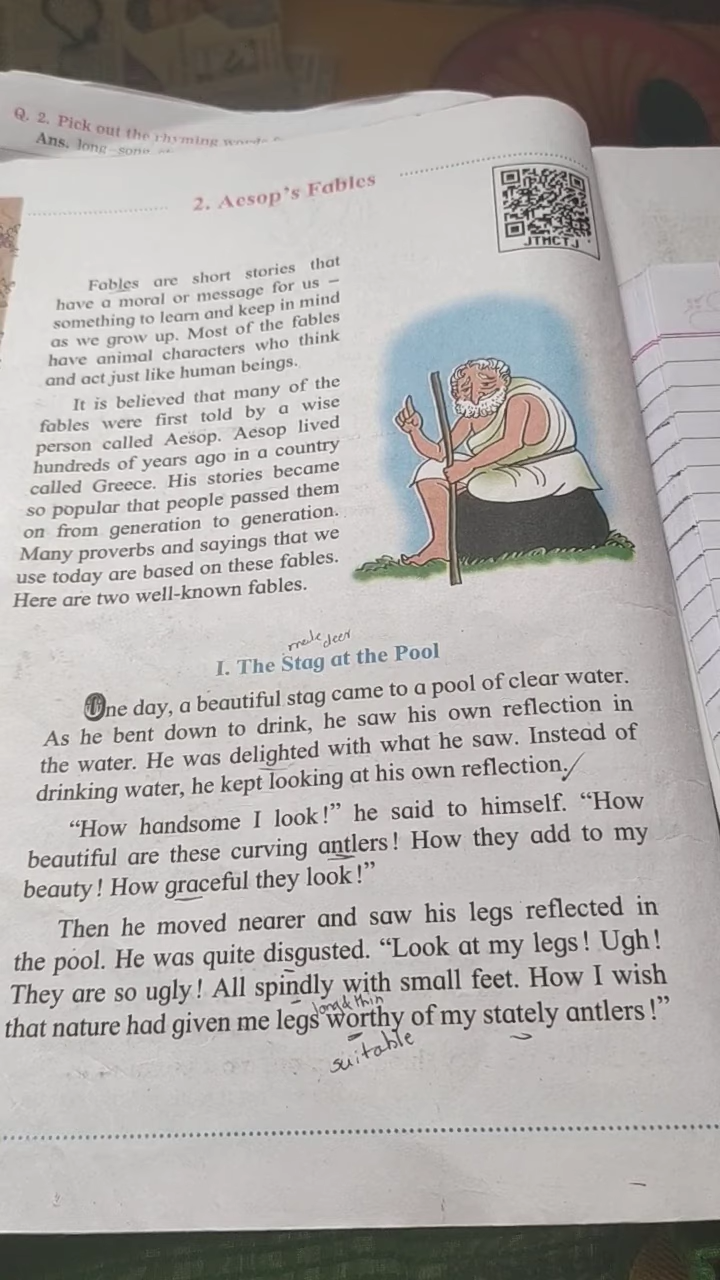 Q. 2. Pick out the rhyming words
Ans. long-song
2. Aesop's Fables
JTMCTJ
Fables are short stories that
have a moral or message for us –
something to learn and keep in mind
as we grow up. Most of the fables
have animal characters who think
and act just like human beings.
It is believed that many of the
fables were first told by a wise
person called Aesop. Aesop lived
hundreds of years ago in a country
called Greece. His stories became
so popular that people passed them
on from generation to generation.
Many proverbs and sayings that we
use today are based on these fables.
Here are two well-known fables.
male deer
I. The Stag at the Pool
One day, a beautiful stag came to a pool of clear water.
As he bent down to drink, he saw his own reflection in
the water. He was delighted with what he saw. Instead of
drinking water, he kept looking at his own reflection.
“How handsome I look!” he said to himself. “How
beautiful are these curving antlers! How they add to my
beauty! How graceful they look!”
Then he moved nearer and saw his legs reflected in
the pool. He was quite disgusted. “Look at my legs! Ugh!
They are so ugly! All spindly with small feet. How I wish
long & thin
that nature had given me legs worthy of my stately antlers!”
suitable